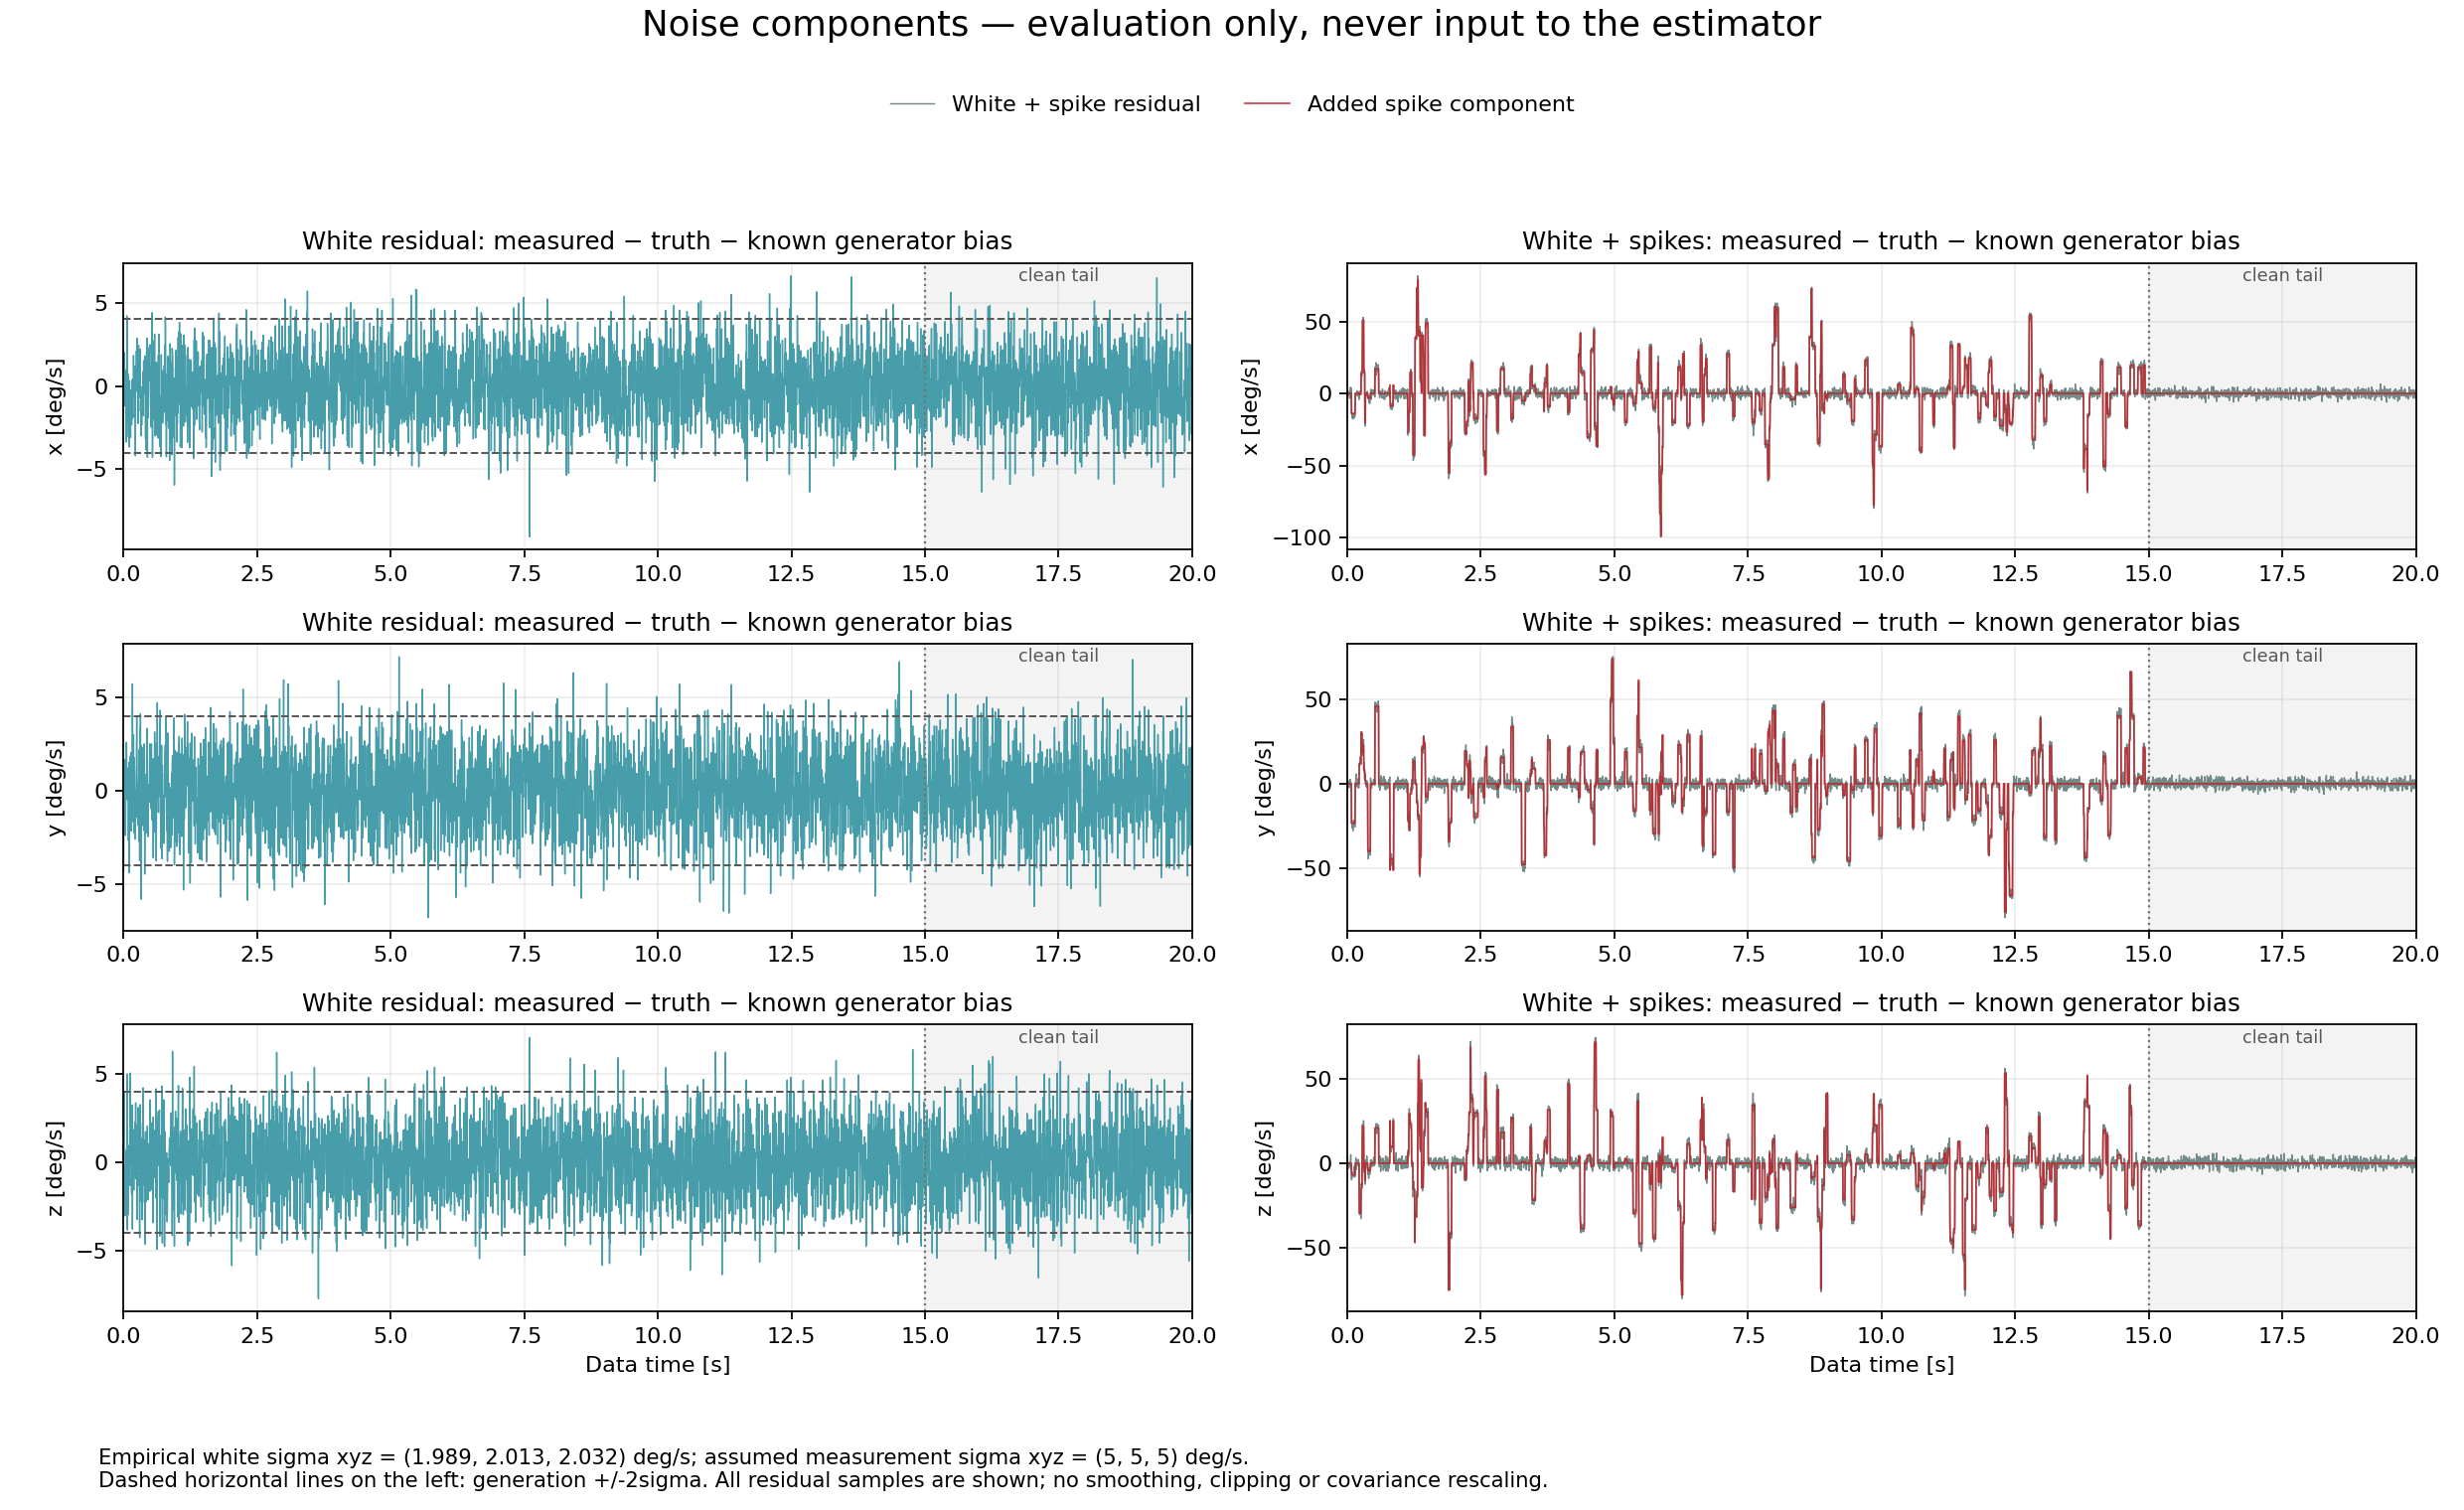 Noise components — evaluation only, never input to the estimator
White + spike residual
Added spike component
White residual: measured − truth − known generator bias
clean tail
x [deg/s]
5
0
−5
0.0 2.5 5.0 7.5 10.0 12.5 15.0 17.5 20.0
White + spikes: measured − truth − known generator bias
clean tail
x [deg/s]
50
0
−50
−100
0.0 2.5 5.0 7.5 10.0 12.5 15.0 17.5 20.0
White residual: measured − truth − known generator bias
clean tail
y [deg/s]
5
0
−5
0.0 2.5 5.0 7.5 10.0 12.5 15.0 17.5 20.0
White + spikes: measured − truth − known generator bias
clean tail
y [deg/s]
50
0
−50
0.0 2.5 5.0 7.5 10.0 12.5 15.0 17.5 20.0
White residual: measured − truth − known generator bias
clean tail
z [deg/s]
5
0
−5
0.0 2.5 5.0 7.5 10.0 12.5 15.0 17.5 20.0
Data time [s]
White + spikes: measured − truth − known generator bias
clean tail
z [deg/s]
50
0
−50
0.0 2.5 5.0 7.5 10.0 12.5 15.0 17.5 20.0
Data time [s]
Empirical white sigma xyz = (1.989, 2.013, 2.032) deg/s; assumed measurement sigma xyz = (5, 5, 5) deg/s.
Dashed horizontal lines on the left: generation +/-2sigma. All residual samples are shown; no smoothing, clipping or covariance rescaling.